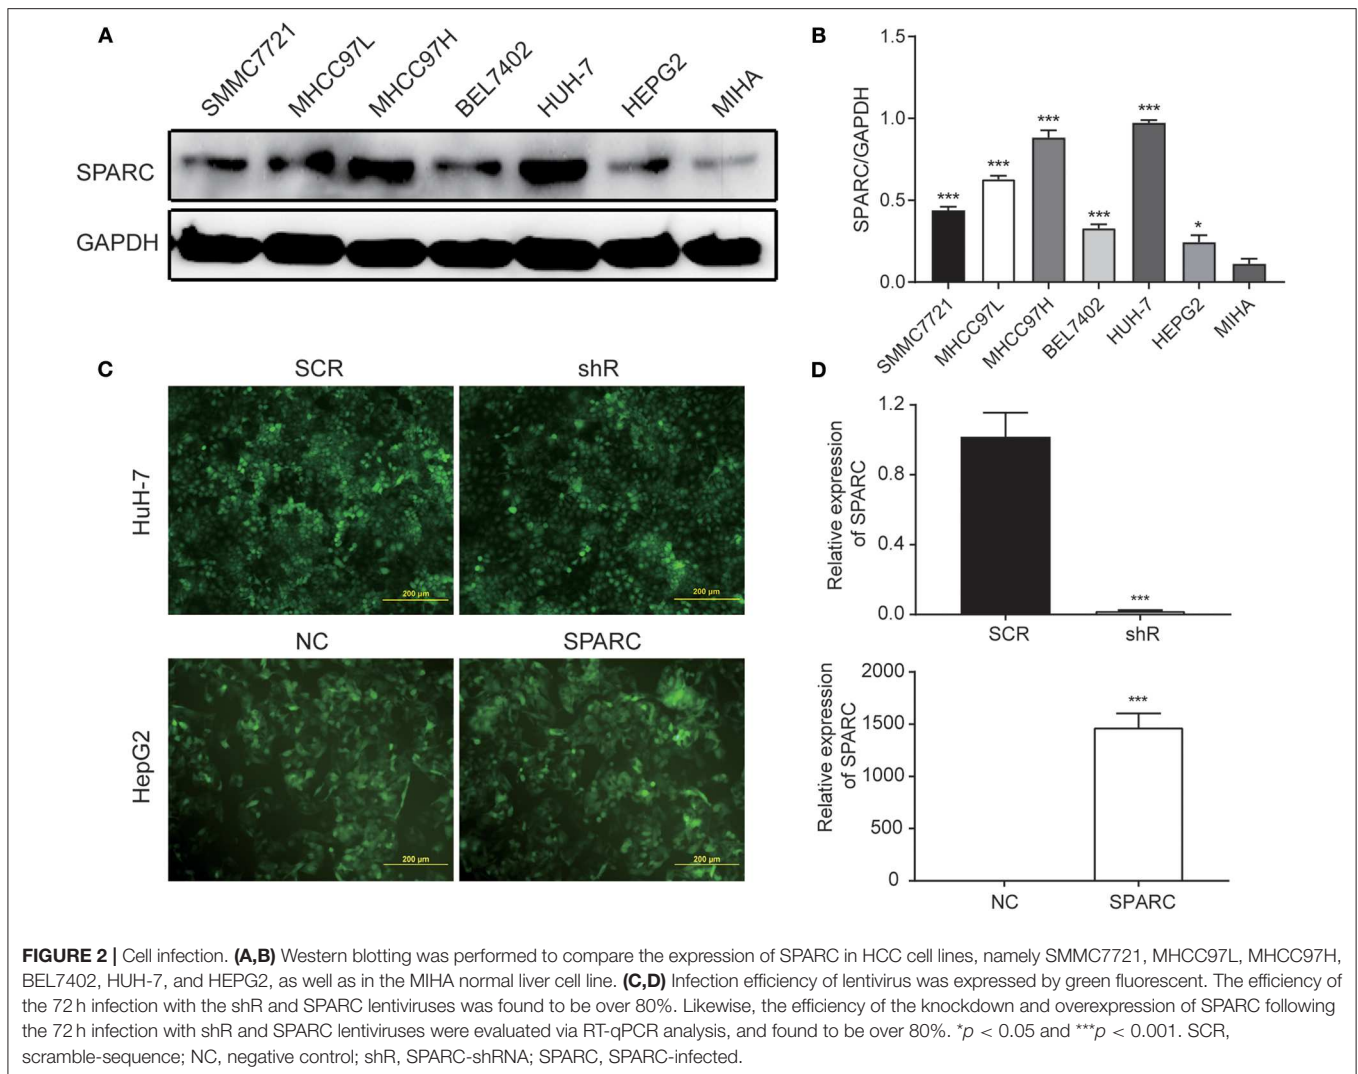 A
SMMC7721
MHCC97L
MHCC97H
BEL7402
HUH-7
HEPG2
MIHA
SPARC
GAPDH
B
SPARC/GAPDH
1.5
1.0
0.5
0.0
***
***
***
***
***
*
SMMC7721
MHCC97L
MHCC97H
BEL7402
HUH-7
HEPG2
MIHA
C
SCR
shR
HuH-7
200 µm
200 µm
NC
SPARC
HepG2
200 µm
200 µm
D
Relative expression
of SPARC
1.2
0.8
0.4
0.0
***
SCR
shR
Relative expression
of SPARC
2000
1500
1000
500
0
***
NC
SPARC
FIGURE 2 | Cell infection. (A,B) Western blotting was performed to compare the expression of SPARC in HCC cell lines, namely SMMC7721, MHCC97L, MHCC97H,
BEL7402, HUH-7, and HEPG2, as well as in the MIHA normal liver cell line. (C,D) Infection efficiency of lentivirus was expressed by green fluorescent. The efficiency of
the 72 h infection with the shR and SPARC lentiviruses was found to be over 80%. Likewise, the efficiency of the knockdown and overexpression of SPARC following
the 72 h infection with shR and SPARC lentiviruses were evaluated via RT-qPCR analysis, and found to be over 80%. *p < 0.05 and ***p < 0.001. SCR,
scramble-sequence; NC, negative control; shR, SPARC-shRNA; SPARC, SPARC-infected.